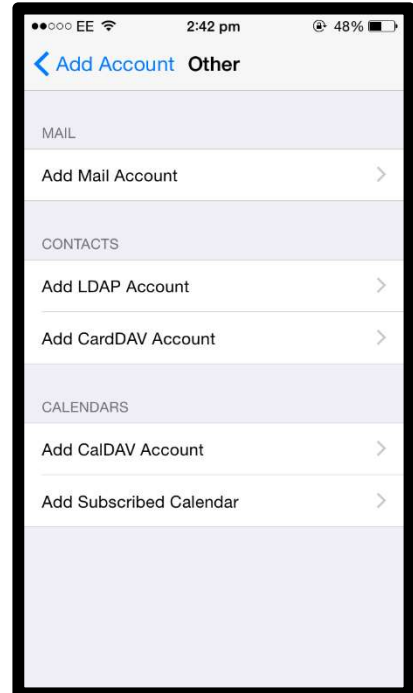 EE 2:42 pm 48%
Add Account Other
MAIL
Add Mail Account
CONTACTS
Add LDAP Account
Add CardDAV Account
CALENDARS
Add CalDAV Account
Add Subscribed Calendar